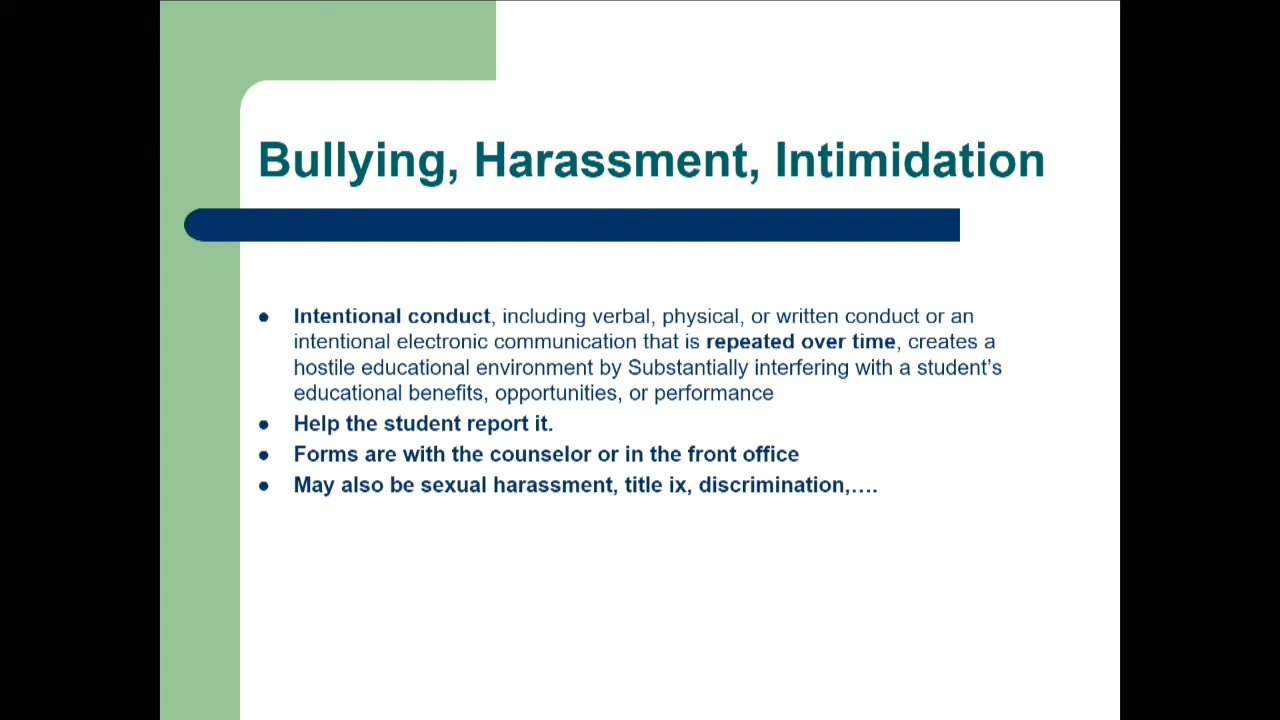 Bullying, Harassment, Intimidation
● Intentional conduct, including verbal, physical, or written conduct or an
intentional electronic communication that is repeated over time, creates a
hostile educational environment by Substantially interfering with a student’s
educational benefits, opportunities, or performance
● Help the student report it.
● Forms are with the counselor or in the front office
● May also be sexual harassment, title ix, discrimination,….